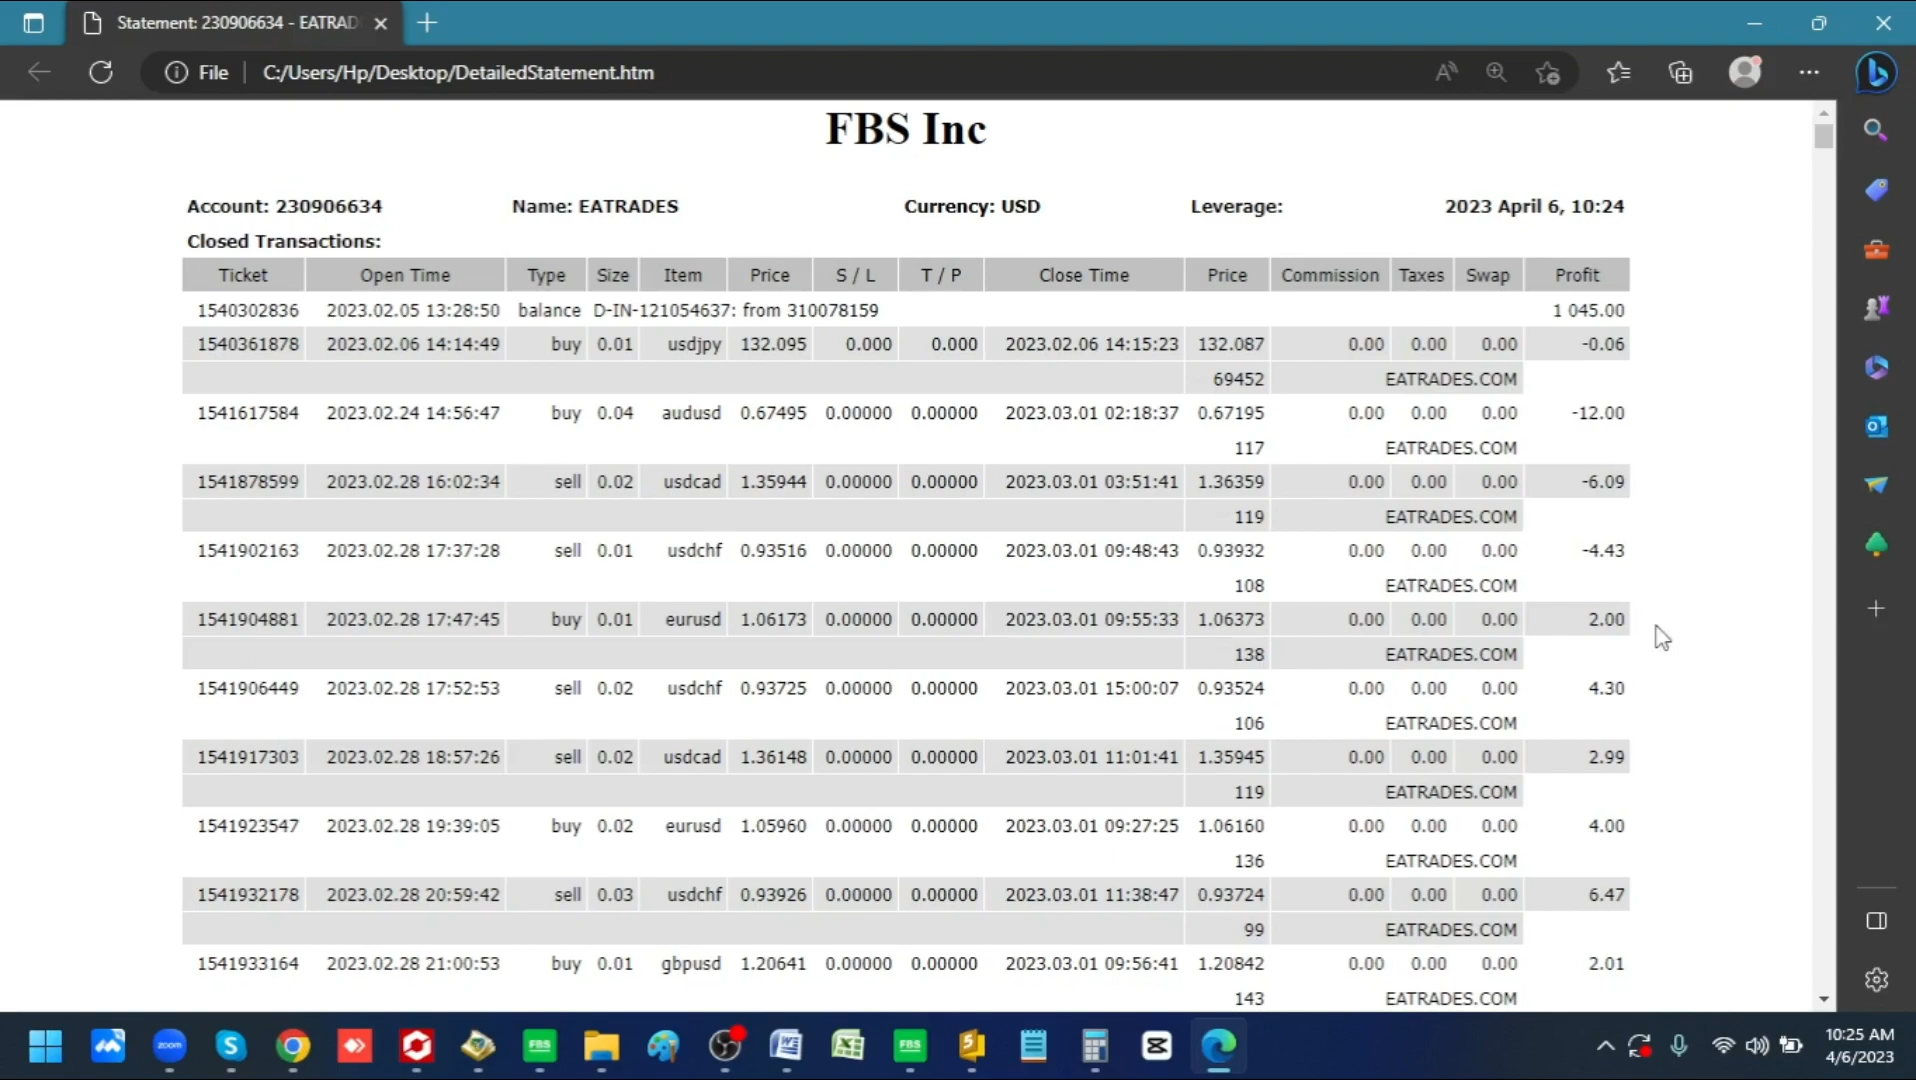 Statement: 230906634 - EATRAD
File C:/Users/Hp/Desktop/DetailedStatement.htm
FBS Inc
Account: 230906634 Name: EATRADES Currency: USD Leverage: 2023 April 6, 10:24
Closed Transactions:
Ticket Open Time Type Size Item Price S / L T / P Close Time Price Commission Taxes Swap Profit
1540302836 2023.02.05 13:28:50 balance D-IN-121054637: from 310078159 1 045.00
1540361878 2023.02.06 14:14:49 buy 0.01 usdjpy 132.095 0.000 0.000 2023.02.06 14:15:23 132.087 0.00 0.00 0.00 -0.06
69452 EATRADES.COM
1541617584 2023.02.24 14:56:47 buy 0.04 audusd 0.67495 0.00000 0.00000 2023.03.01 02:18:37 0.67195 0.00 0.00 0.00 -12.00
117 EATRADES.COM
1541878599 2023.02.28 16:02:34 sell 0.02 usdcad 1.35944 0.00000 0.00000 2023.03.01 03:51:41 1.36359 0.00 0.00 0.00 -6.09
119 EATRADES.COM
1541902163 2023.02.28 17:37:28 sell 0.01 usdchf 0.93516 0.00000 0.00000 2023.03.01 09:48:43 0.93932 0.00 0.00 0.00 -4.43
108 EATRADES.COM
1541904881 2023.02.28 17:47:45 buy 0.01 eurusd 1.06173 0.00000 0.00000 2023.03.01 09:55:33 1.06373 0.00 0.00 0.00 2.00
138 EATRADES.COM
1541906449 2023.02.28 17:52:53 sell 0.02 usdchf 0.93725 0.00000 0.00000 2023.03.01 15:00:07 0.93524 0.00 0.00 0.00 4.30
106 EATRADES.COM
1541917303 2023.02.28 18:57:26 sell 0.02 usdcad 1.36148 0.00000 0.00000 2023.03.01 11:01:41 1.35945 0.00 0.00 0.00 2.99
119 EATRADES.COM
1541923547 2023.02.28 19:39:05 buy 0.02 eurusd 1.05960 0.00000 0.00000 2023.03.01 09:27:25 1.06160 0.00 0.00 0.00 4.00
136 EATRADES.COM
1541932178 2023.02.28 20:59:42 sell 0.03 usdchf 0.93926 0.00000 0.00000 2023.03.01 11:38:47 0.93724 0.00 0.00 0.00 6.47
99 EATRADES.COM
1541933164 2023.02.28 21:00:53 buy 0.01 gbpusd 1.20641 0.00000 0.00000 2023.03.01 09:56:41 1.20842 0.00 0.00 0.00 2.01
143 EATRADES.COM
zoom FBS FBS 10:25 AM
4/6/2023